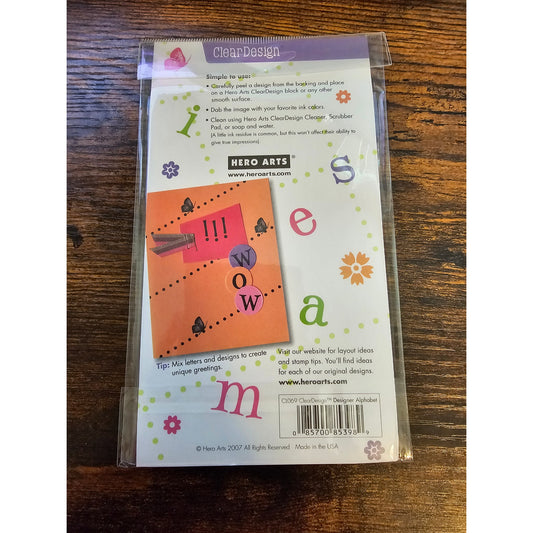 ClearDesign
Simple to use:
• Carefully peel a design from the backing and place
on a Hero Arts ClearDesign block or any other
smooth surface.
• Dab the image with your favorite ink colors.
• Clean using Hero Arts ClearDesign Cleaner, Scrubber
Pad, or soap and water.
(A little ink residue is common, but this won't affect their ability to
give true impressions).
i
HERO ARTS®
www.heroarts.com
s
e
!!!
W
O
W
a
Tip: Mix letters and designs to create
unique greetings.
Visit our website for layout ideas
and stamp tips. You'll find ideas
for each of our original designs.
www.heroarts.com
m
CL069 ClearDesign™ Designer Alphabet
0 85700 85398 9
© Hero Arts 2007 All Rights Reserved Made in the USA